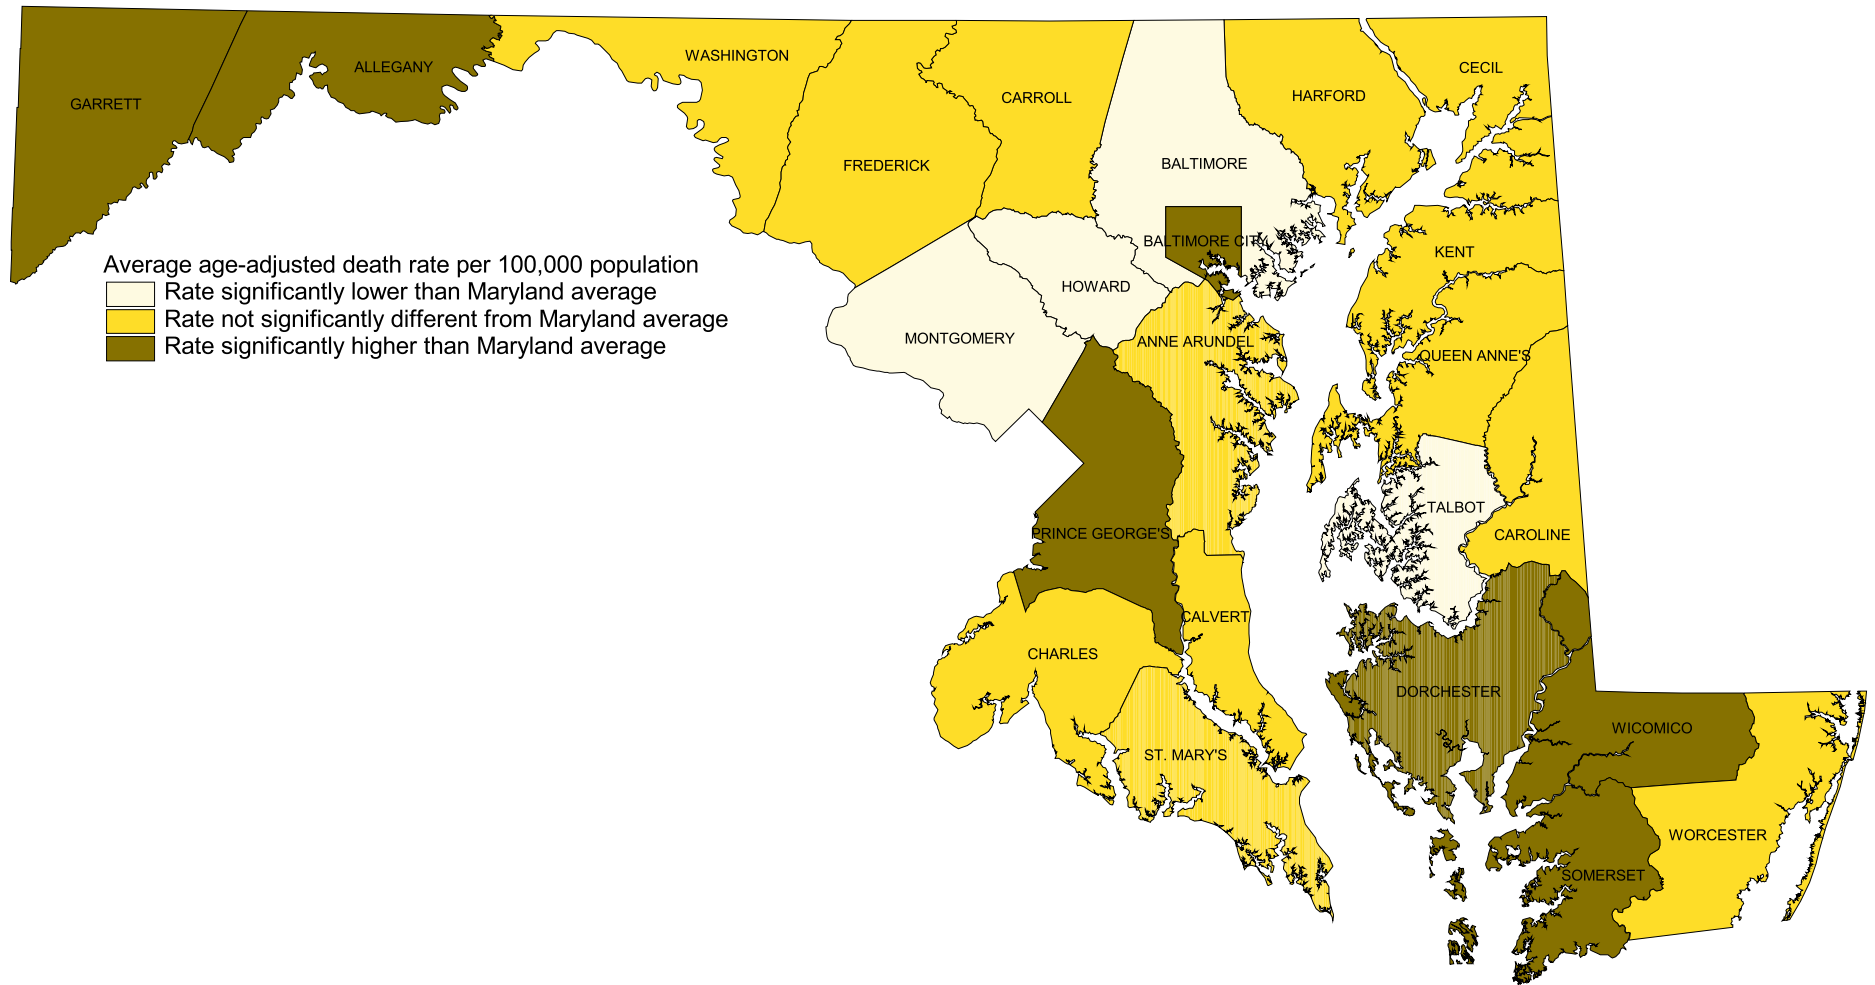 WASHINGTON
ALLEGANY
CECIL
GARRETT
CARROLL
HARFORD
FREDERICK
BALTIMORE
BALTIMORE CITY
KENT
Average age-adjusted death rate per 100,000 population
Rate significantly lower than Maryland average
Rate not significantly different from Maryland average
Rate significantly higher than Maryland average
HOWARD
MONTGOMERY
ANNE ARUNDEL
QUEEN ANNE'S
TALBOT
PRINCE GEORGE'S
CAROLINE
CALVERT
CHARLES
DORCHESTER
WICOMICO
ST. MARY'S
WORCESTER
SOMERSET